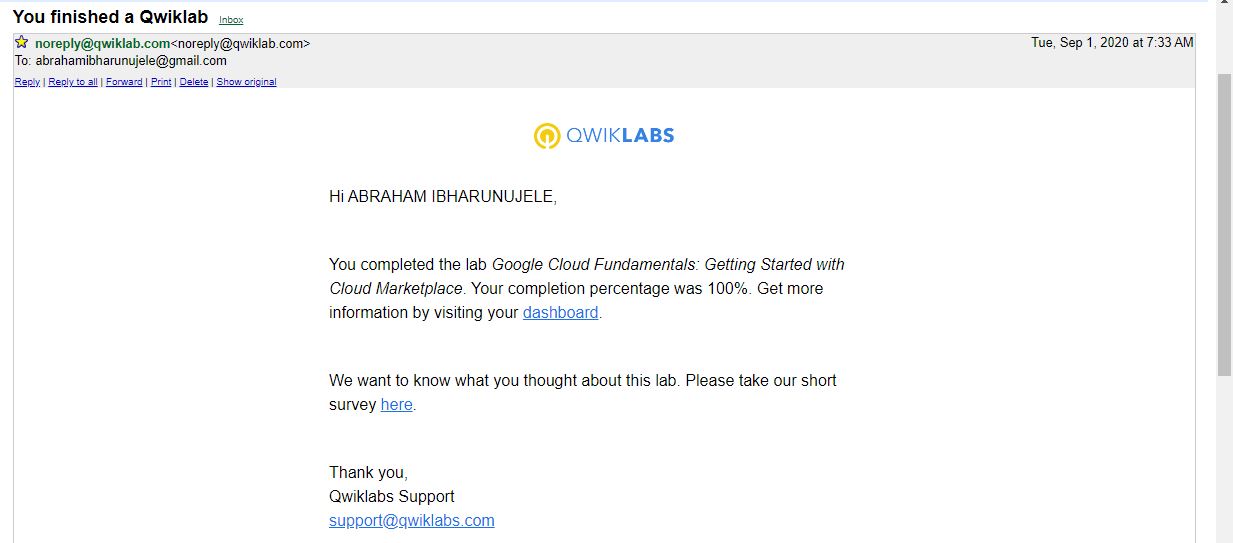 You finished a Qwiklab Inbox
noreply@qwiklab.com<noreply@qwiklab.com> Tue, Sep 1, 2020 at 7:33 AM
To: abrahamibharunujele@gmail.com
Reply | Reply to all | Forward | Print | Delete | Show original
QWIKLABS
Hi ABRAHAM IBHARUNUJELE,
You completed the lab Google Cloud Fundamentals: Getting Started with
Cloud Marketplace. Your completion percentage was 100%. Get more
information by visiting your dashboard.
We want to know what you thought about this lab. Please take our short
survey here.
Thank you,
Qwiklabs Support
support@qwiklabs.com